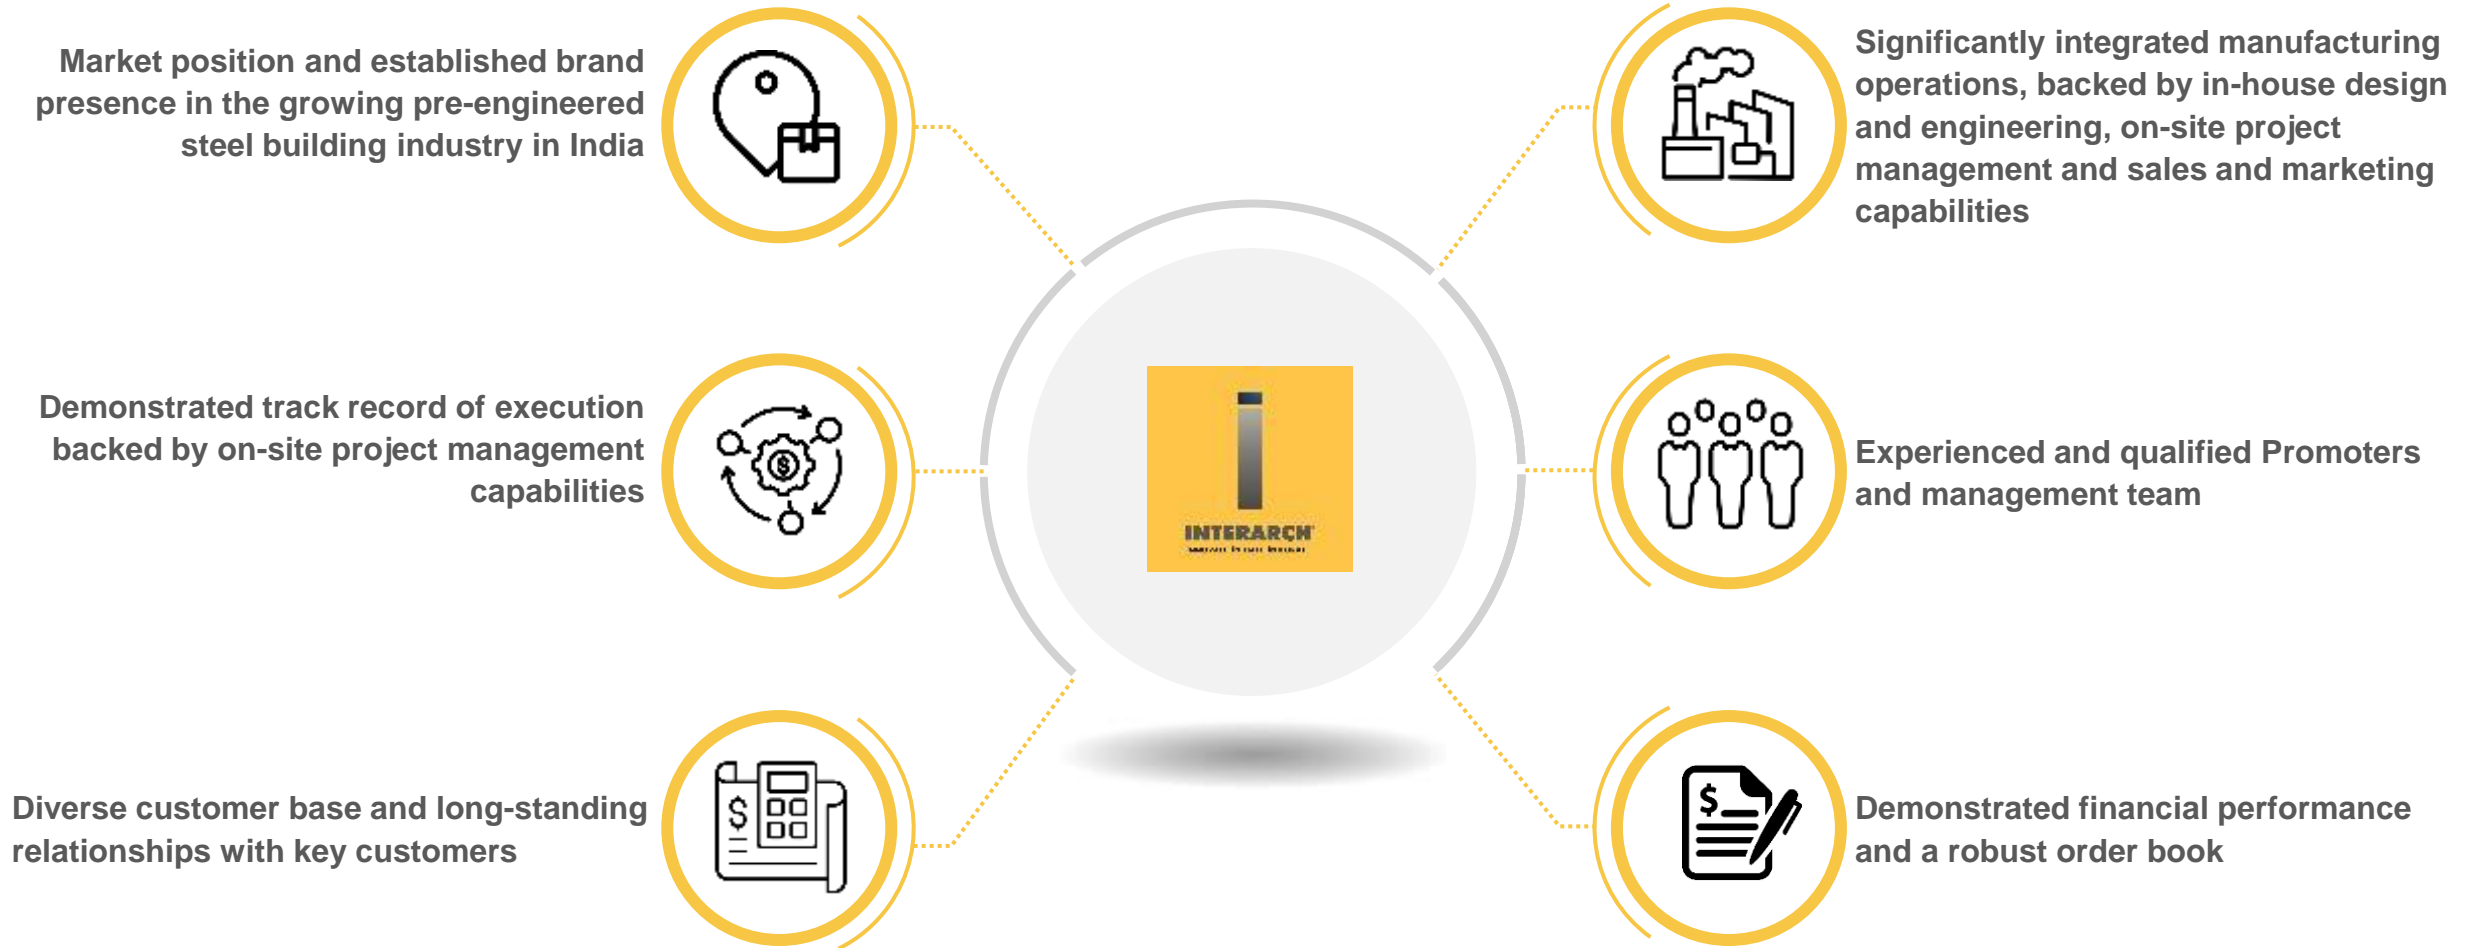 Market position and established brand
presence in the growing pre-engineered
steel building industry in India
Significantly integrated manufacturing
operations, backed by in-house design
and engineering, on-site project
management and sales and marketing
capabilities
Demonstrated track record of execution
backed by on-site project management
capabilities
INTERARCH
Experienced and qualified Promoters
and management team
Diverse customer base and long-standing
relationships with key customers
Demonstrated financial performance
and a robust order book